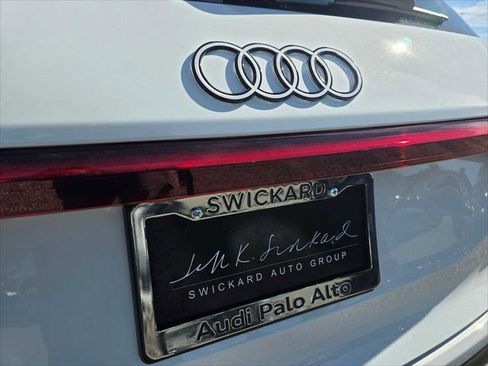 SWICKARD
Jeff K. Swickard
SWICKARD AUTO GROUP
Audi Palo Alto